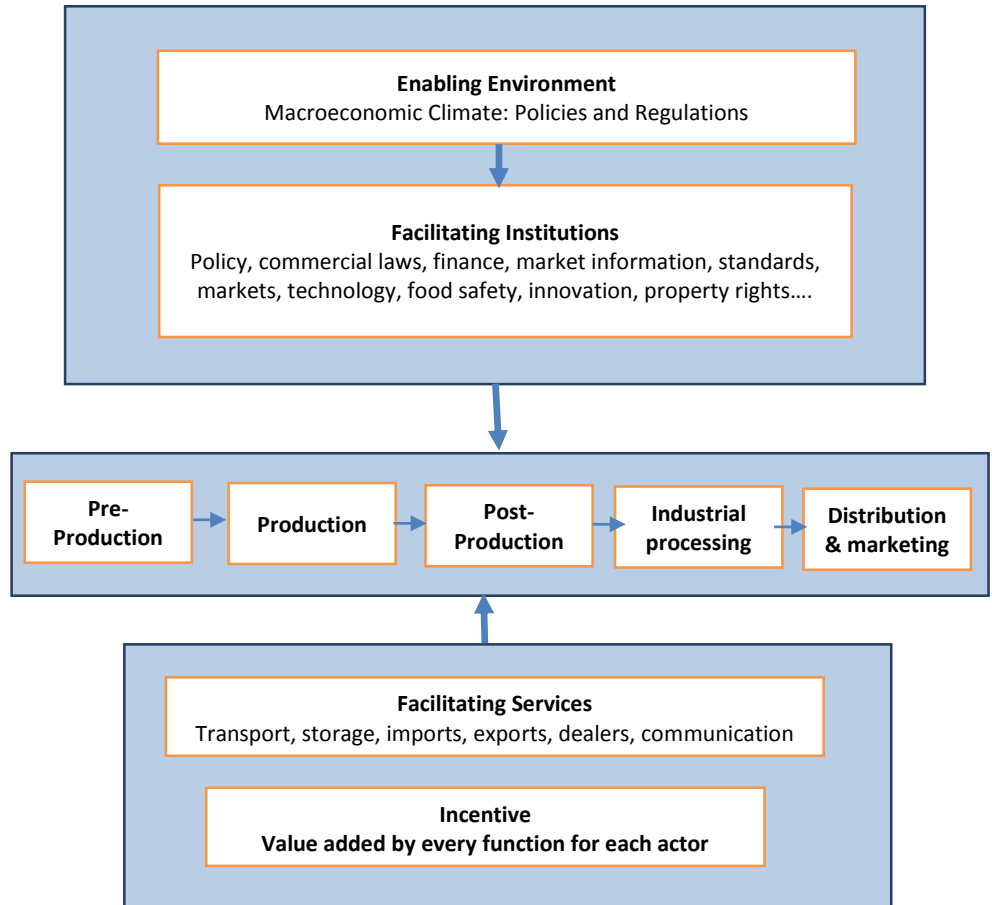 Enabling Environment
Macroeconomic Climate: Policies and Regulations
Facilitating Institutions
Policy, commercial laws, finance, market information, standards,
markets, technology, food safety, innovation, property rights….
Pre-
Production
Production
Post-
Production
Industrial
processing
Distribution
& marketing
Facilitating Services
Transport, storage, imports, exports, dealers, communication
Incentive
Value added by every function for each actor